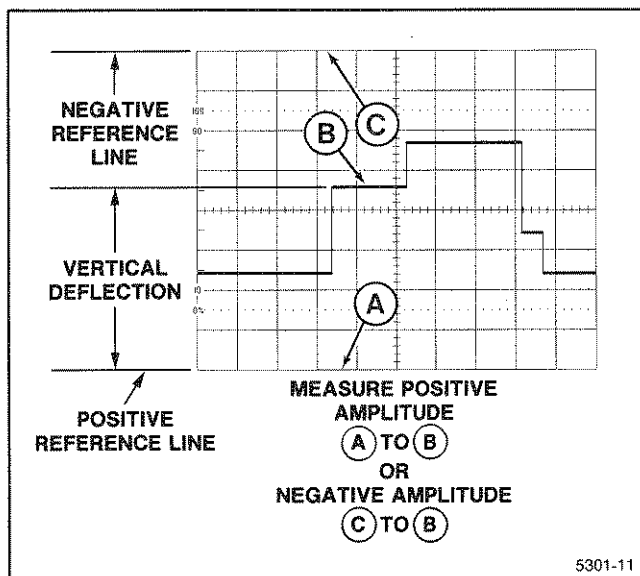 NEGATIVE
REFERENCE
LINE
C
B
90
VERTICAL
DEFLECTION
10
0%
A
POSITIVE
REFERENCE LINE
MEASURE POSITIVE
AMPLITUDE
A TO B
OR
NEGATIVE AMPLITUDE
C TO B
5301-11